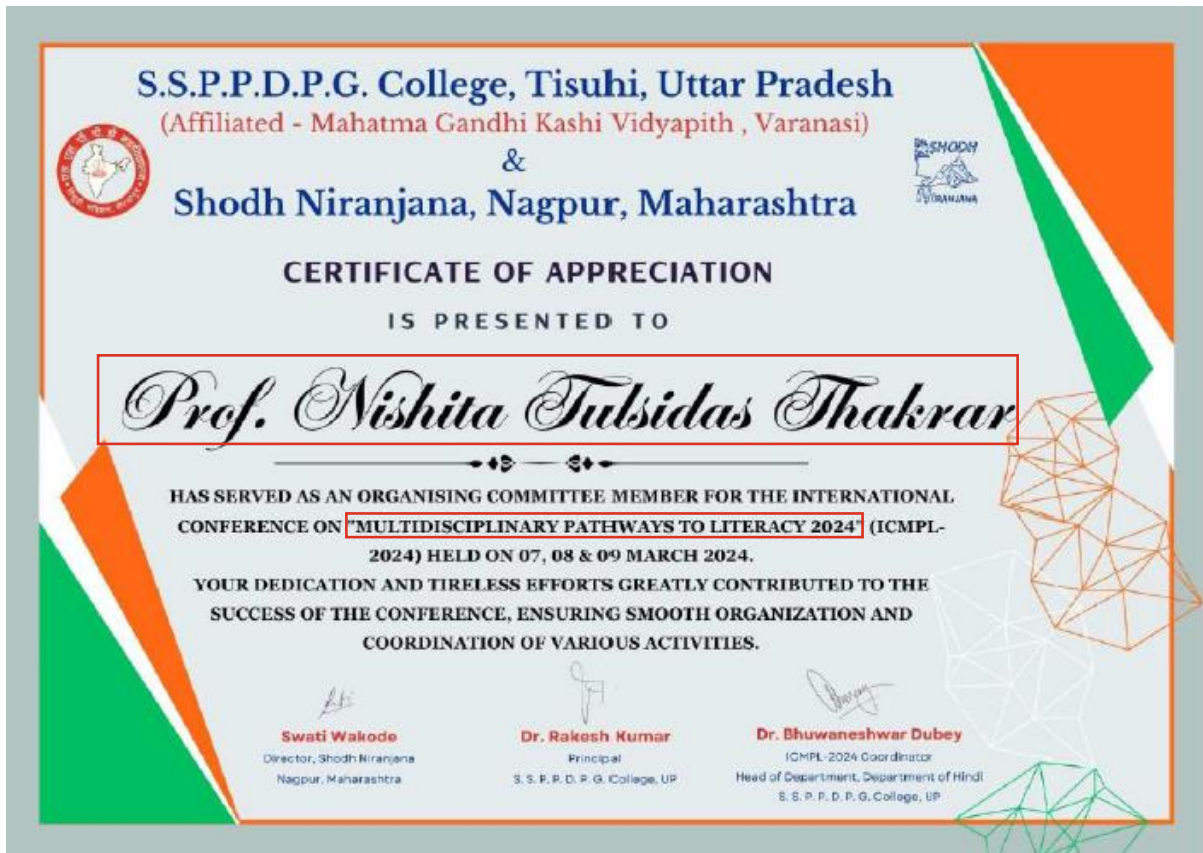 S.S.P.P.D.P.G. College, Tisuhi, Uttar Pradesh
(Affiliated - Mahatma Gandhi Kashi Vidyapith , Varanasi)
&
Shodh Niranjana, Nagpur, Maharashtra
SHODH
NIRANJANA
CERTIFICATE OF APPRECIATION
IS PRESENTED TO
Prof. Nishita Tulsidas Thakrar
HAS SERVED AS AN ORGANISING COMMITTEE MEMBER FOR THE INTERNATIONAL
CONFERENCE ON "MULTIDISCIPLINARY PATHWAYS TO LITERACY 2024" (ICMPL-
2024) HELD ON 07, 08 & 09 MARCH 2024.
YOUR DEDICATION AND TIRELESS EFFORTS GREATLY CONTRIBUTED TO THE
SUCCESS OF THE CONFERENCE, ENSURING SMOOTH ORGANIZATION AND
COORDINATION OF VARIOUS ACTIVITIES.
Swati Wakode
Director, Shodh Niranjana
Nagpur, Maharashtra
Dr. Rakesh Kumar
Principal
S. S. P. P. D. P. G. College, UP
Dr. Bhuwaneshwar Dubey
ICMPL-2024 Coordinator
Head of Department, Department of Hindi
S. S. P. P. D. P. G. College, UP